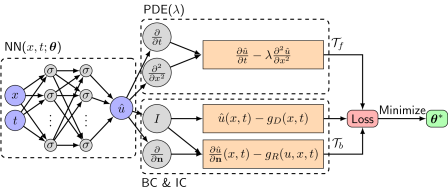 PDE(λ)
NN(x, t; θ)
x
t
σ σ
σ σ
⋮ ⋮
σ σ
û
∂/∂t
∂²/∂x²
∂û/∂t − λ ∂²û/∂x²
𝒯_f
I
û(x, t) − g_D(x, t)
∂/∂n
∂û/∂n(x, t) − g_R(u, x, t)
𝒯_b
Loss
Minimize
θ*
BC & IC